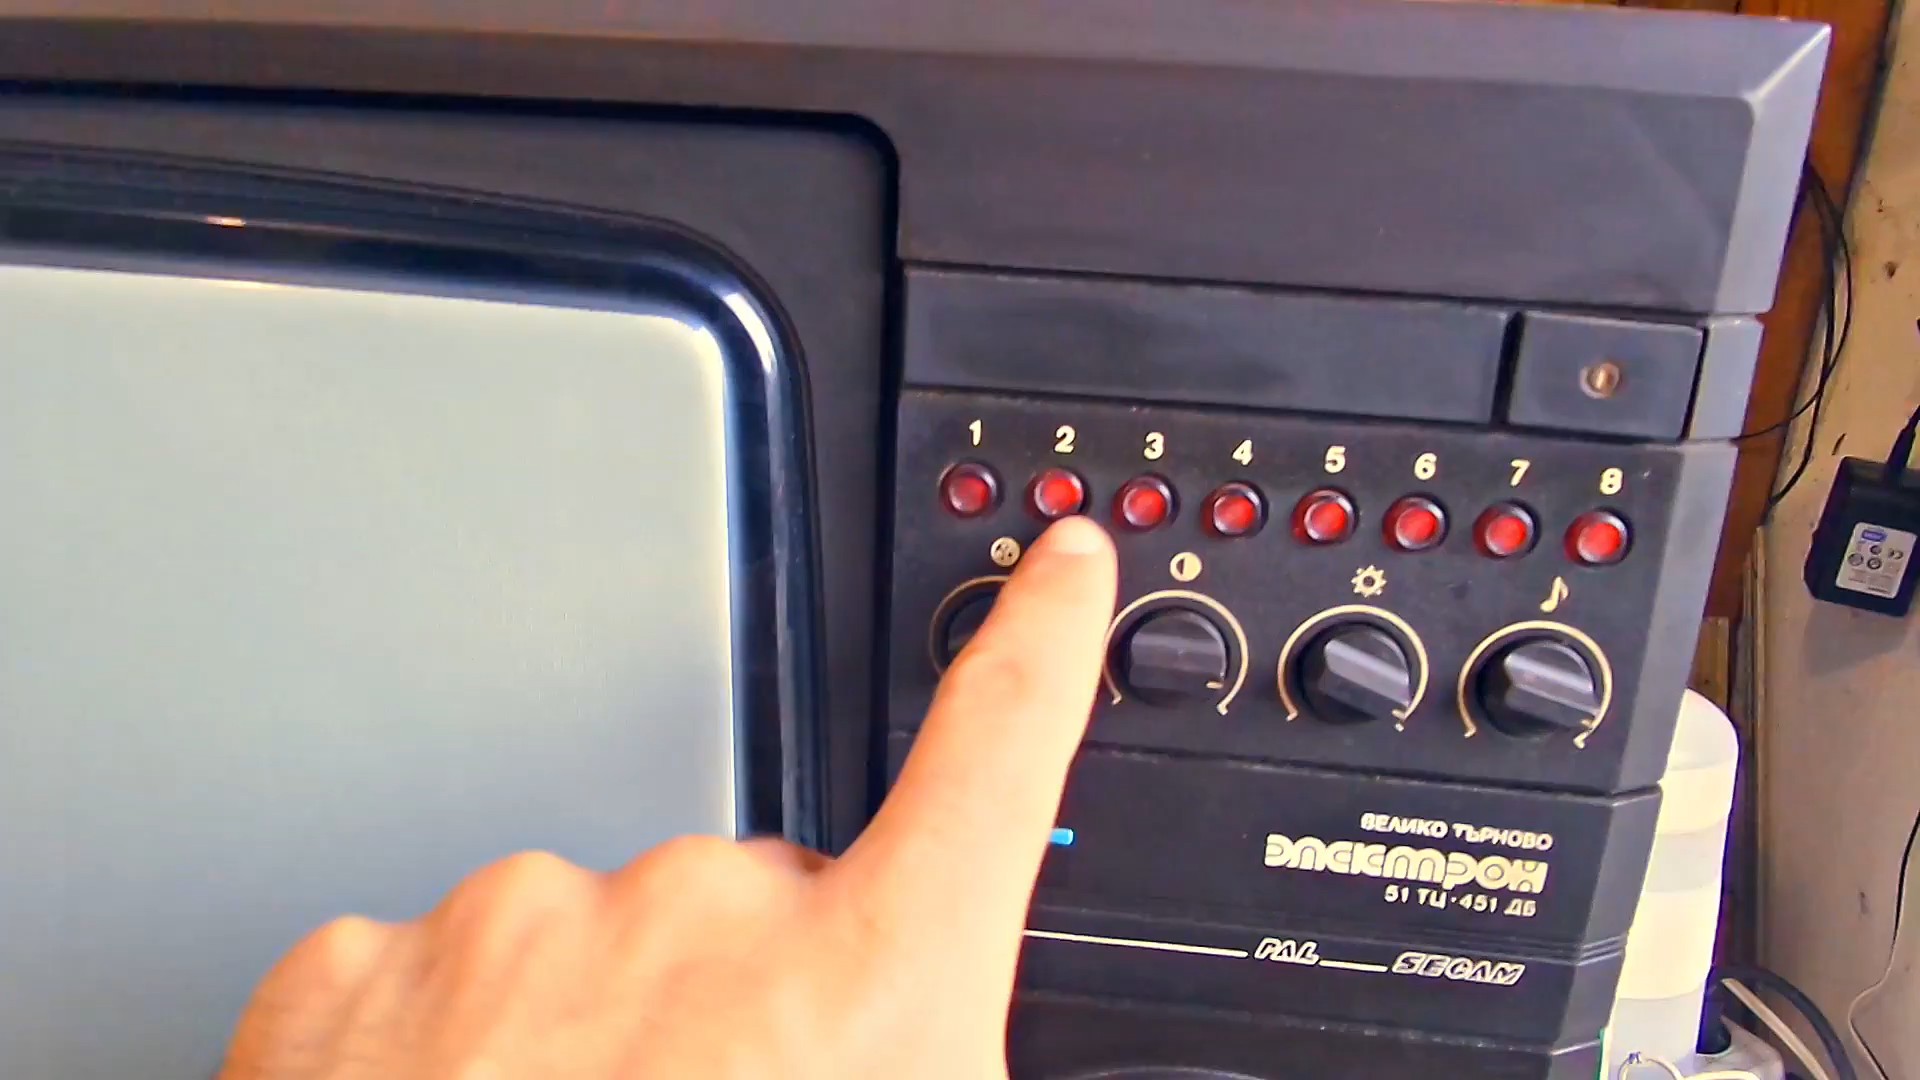 1 2 3 4 5 6 7 8
ВЕЛИКО ТЪРНОВО
ЭЛЕКТРОН
51 ТЦ·451 ДБ
PAL SECAM